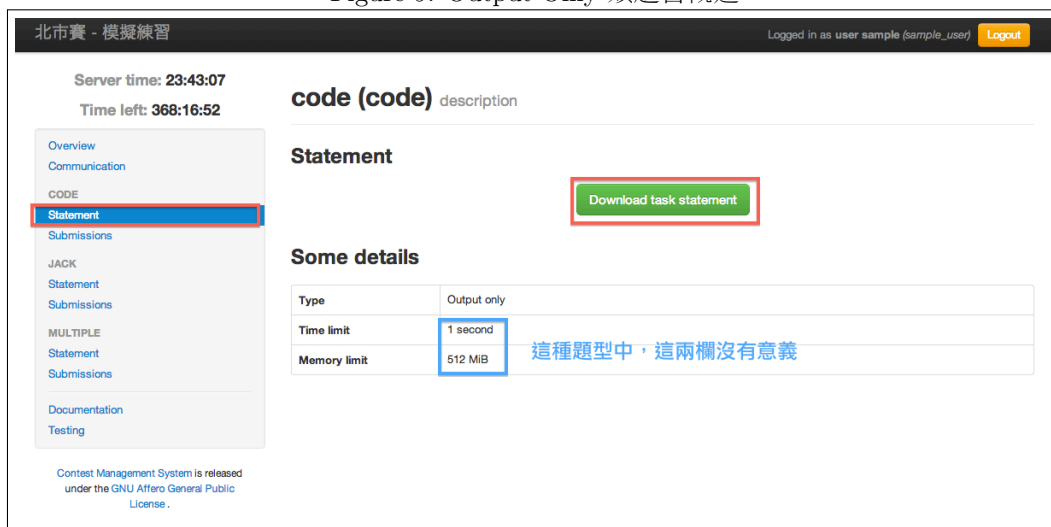 北市賽 - 模擬練習
Logged in as user sample (sample_user) Logout
Server time: 23:43:07
Time left: 368:16:52
Overview
Communication
CODE
Statement
Submissions
JACK
Statement
Submissions
MULTIPLE
Statement
Submissions
Documentation
Testing
Contest Management System is released
under the GNU Affero General Public
License .
code (code) description
Statement
Download task statement
Some details
Type Output only
Time limit 1 second
Memory limit 512 MiB
這種題型中，這兩欄沒有意義